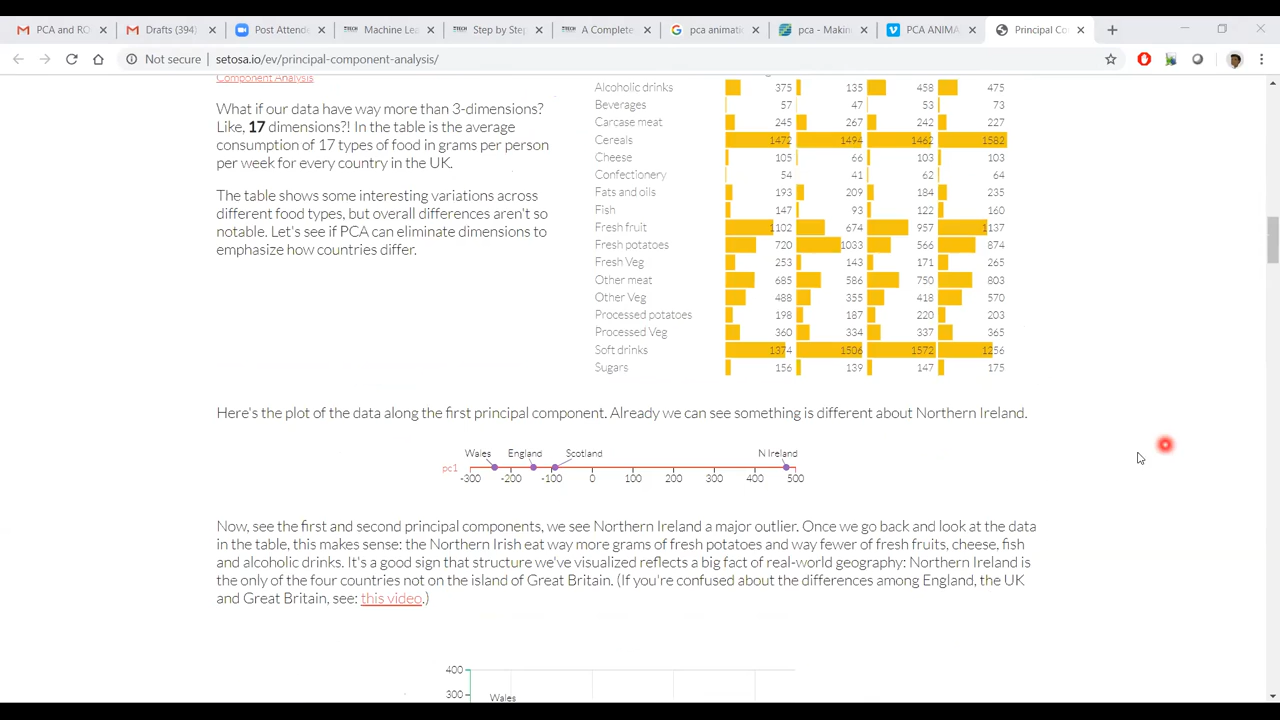 PCA and RO
Drafts (394)
Post Attend
Machine Lea
Step by Step
A Complete
pca animatio
pca - Makin
PCA ANIMA
Principal Co
Not secure setosa.io/ev/principal-component-analysis/
Component Analysis
What if our data have way more than 3-dimensions?
Like, 17 dimensions?! In the table is the average
consumption of 17 types of food in grams per person
per week for every country in the UK.
The table shows some interesting variations across
different food types, but overall differences aren't so
notable. Let's see if PCA can eliminate dimensions to
emphasize how countries differ.
Alcoholic drinks 375 135 458 475
Beverages 57 47 53 73
Carcase meat 245 267 242 227
Cereals 1472 1494 1462 1582
Cheese 105 66 103 103
Confectionery 54 41 62 64
Fats and oils 193 209 184 235
Fish 147 93 122 160
Fresh fruit 1102 674 957 1137
Fresh potatoes 720 1033 566 874
Fresh Veg 253 143 171 265
Other meat 685 586 750 803
Other Veg 488 355 418 570
Processed potatoes 198 187 220 203
Processed Veg 360 334 337 365
Soft drinks 1374 1506 1572 1256
Sugars 156 139 147 175
Here's the plot of the data along the first principal component. Already we can see something is different about Northern Ireland.
Wales England Scotland N Ireland
pc1
-300 -200 -100 0 100 200 300 400 500
Now, see the first and second principal components, we see Northern Ireland a major outlier. Once we go back and look at the data
in the table, this makes sense: the Northern Irish eat way more grams of fresh potatoes and way fewer of fresh fruits, cheese, fish
and alcoholic drinks. It's a good sign that structure we've visualized reflects a big fact of real-world geography: Northern Ireland is
the only of the four countries not on the island of Great Britain. (If you're confused about the differences among England, the UK
and Great Britain, see: this video.)
400
300
Wales